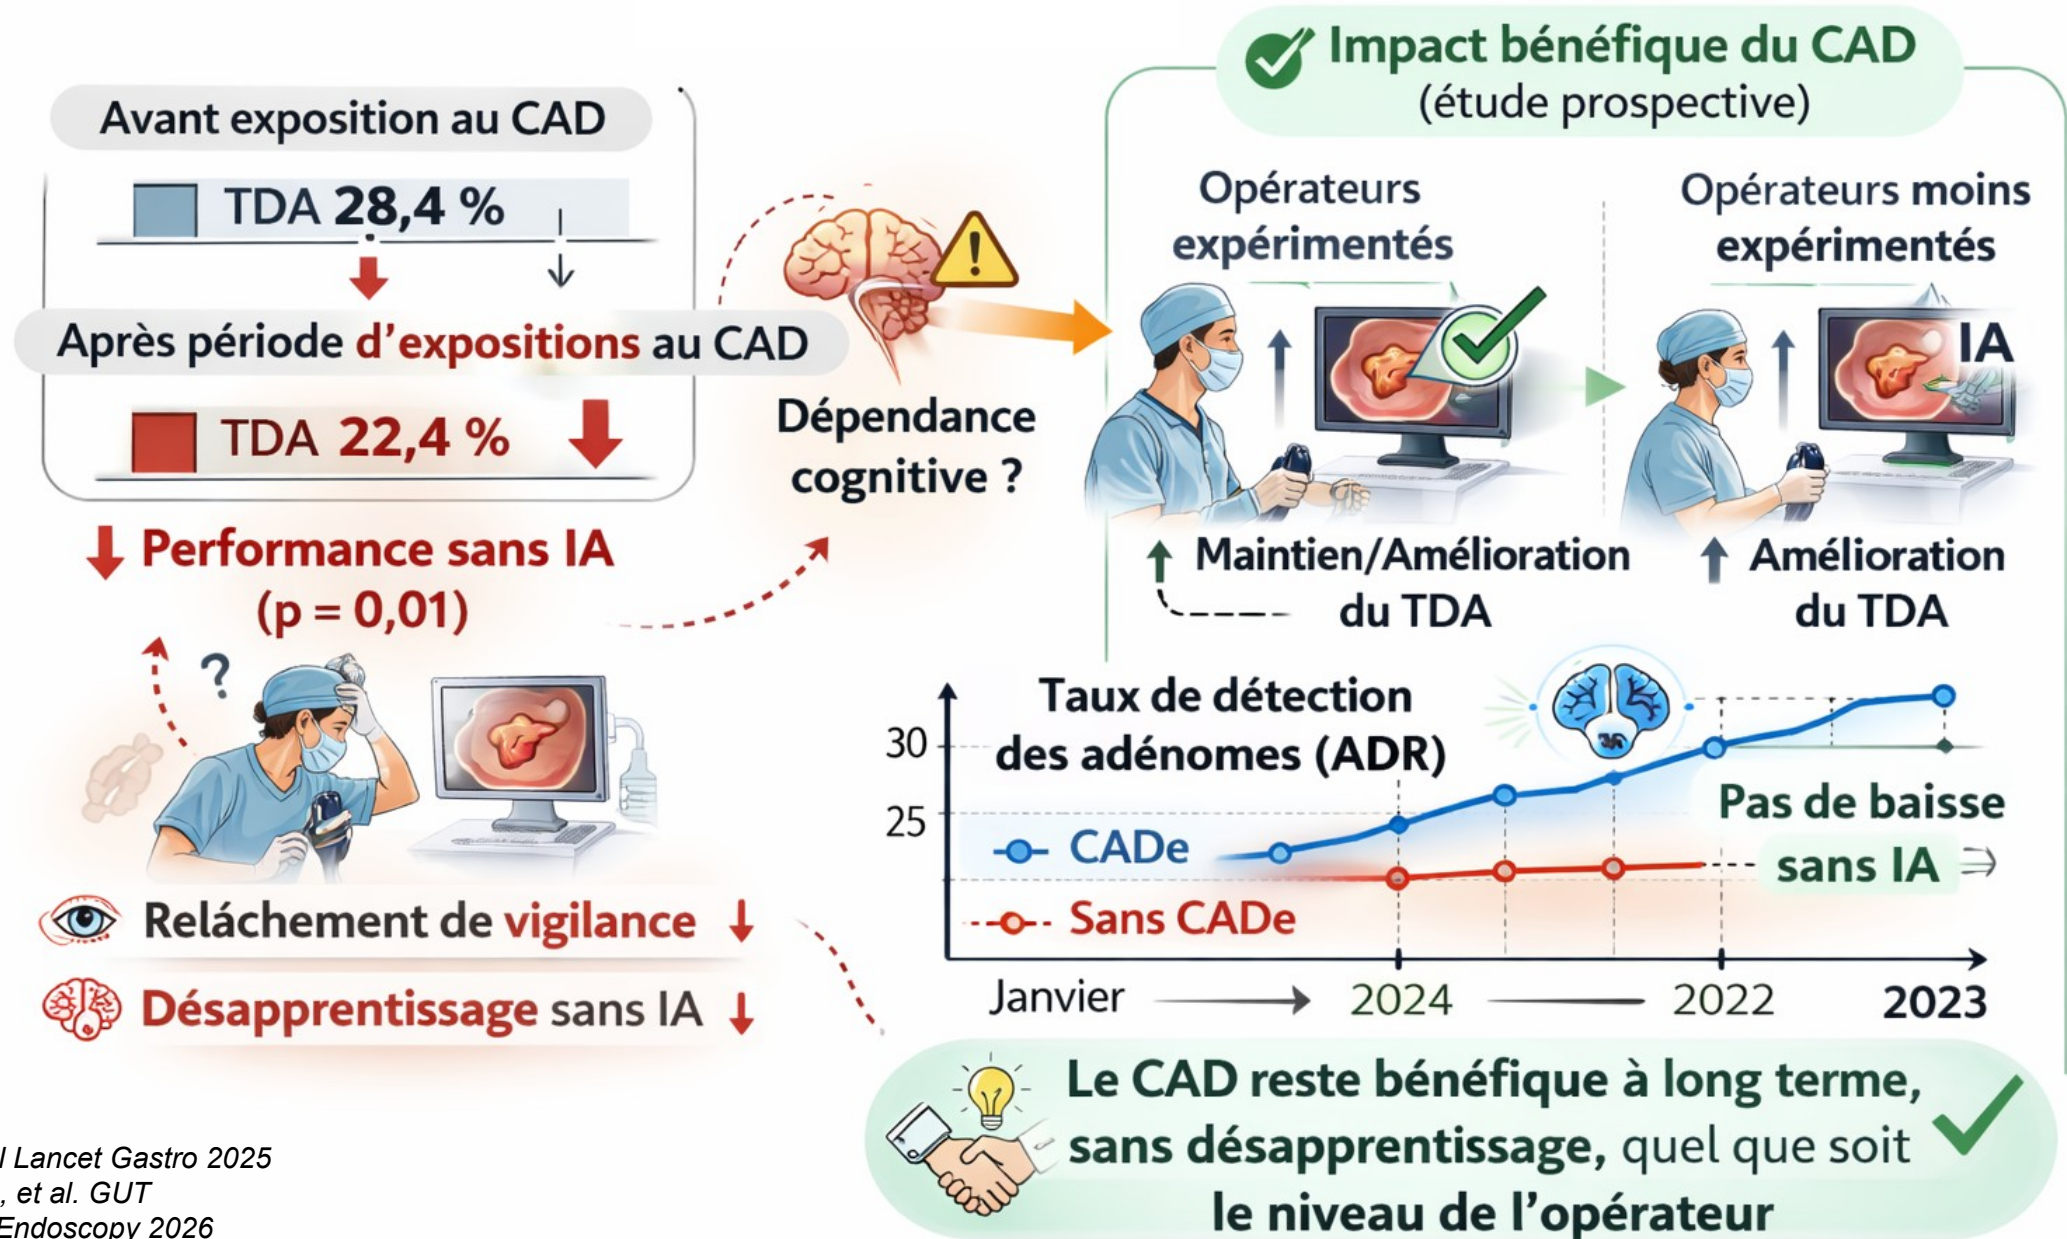 Avant exposition au CAD
TDA 28,4 %
Après période d'expositions au CAD
TDA 22,4 %
Performance sans IA
(p = 0,01)
?
Reláchement de vigilance
Désapprentissage sans IA
l Lancet Gastro 2025
, et al. GUT
Endoscopy 2026
Dépendance
cognitive ?
Impact bénéfique du CAD
(étude prospective)
Opérateurs
expérimentés
Maintien/Amélioration
du TDA
Opérateurs moins
expérimentés
IA
Amélioration
du TDA
Taux de détection
des adénomes (ADR)
30
25
CADe
Sans CADe
Pas de baisse
sans IA
Janvier 2024 2022 2023
Le CAD reste bénéfique à long terme,
sans désapprentissage, quel que soit
le niveau de l'opérateur